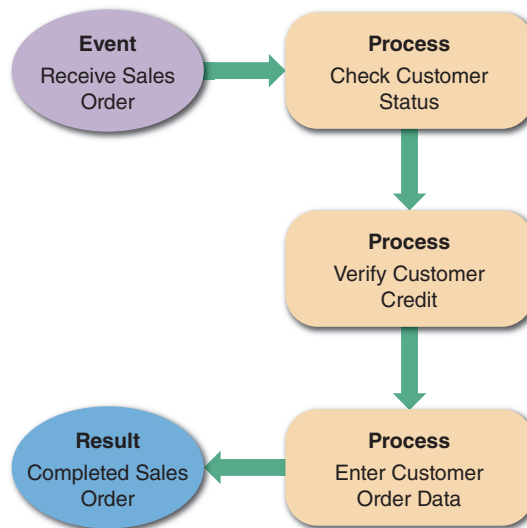 Event
Receive Sales
Order
Process
Check Customer
Status
Process
Verify Customer
Credit
Process
Enter Customer
Order Data
Result
Completed Sales
Order